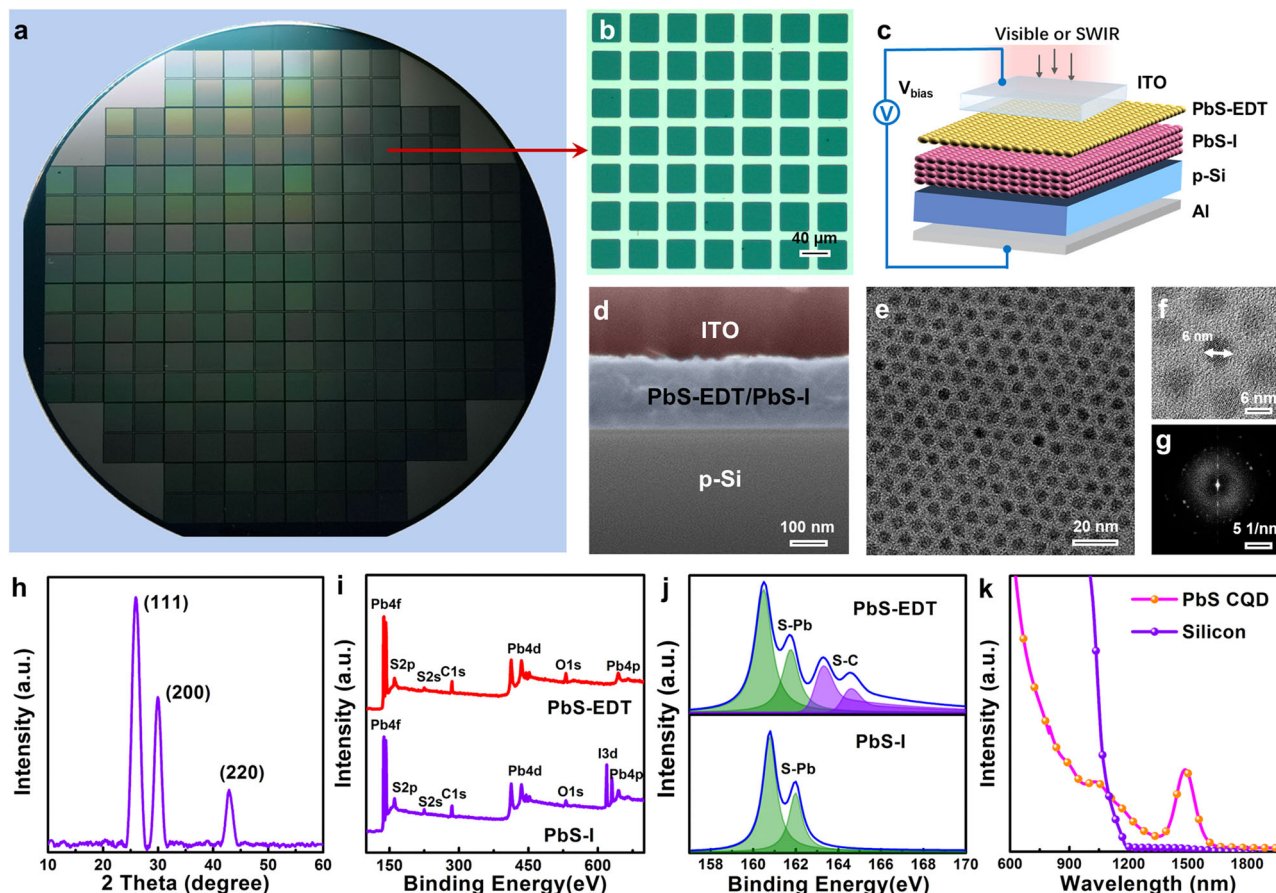 a
b
40 µm
c
Visible or SWIR
V_bias
V
ITO
PbS-EDT
PbS-I
p-Si
Al
d
ITO
PbS-EDT/PbS-I
p-Si
100 nm
e
20 nm
f
6 nm
6 nm
g
5 1/nm
h
(111)
(200)
(220)
Intensity (a.u.)
10 20 30 40 50 60
2 Theta (degree)
i
Pb4f
S2p
S2s
C1s
Pb4d
O1s
Pb4p
PbS-EDT
Pb4f
S2p
S2s
C1s
Pb4d
O1s
I3d
Pb4p
PbS-I
Intensity (a.u.)
150 300 450 600
Binding Energy(eV)
j
PbS-EDT
S-Pb
S-C
PbS-I
S-Pb
Intensity (a.u.)
158 160 162 164 166 168 170
Binding Energy(eV)
k
PbS CQD
Silicon
Intensity (a.u.)
600 900 1200 1500 1800
Wavelength (nm)